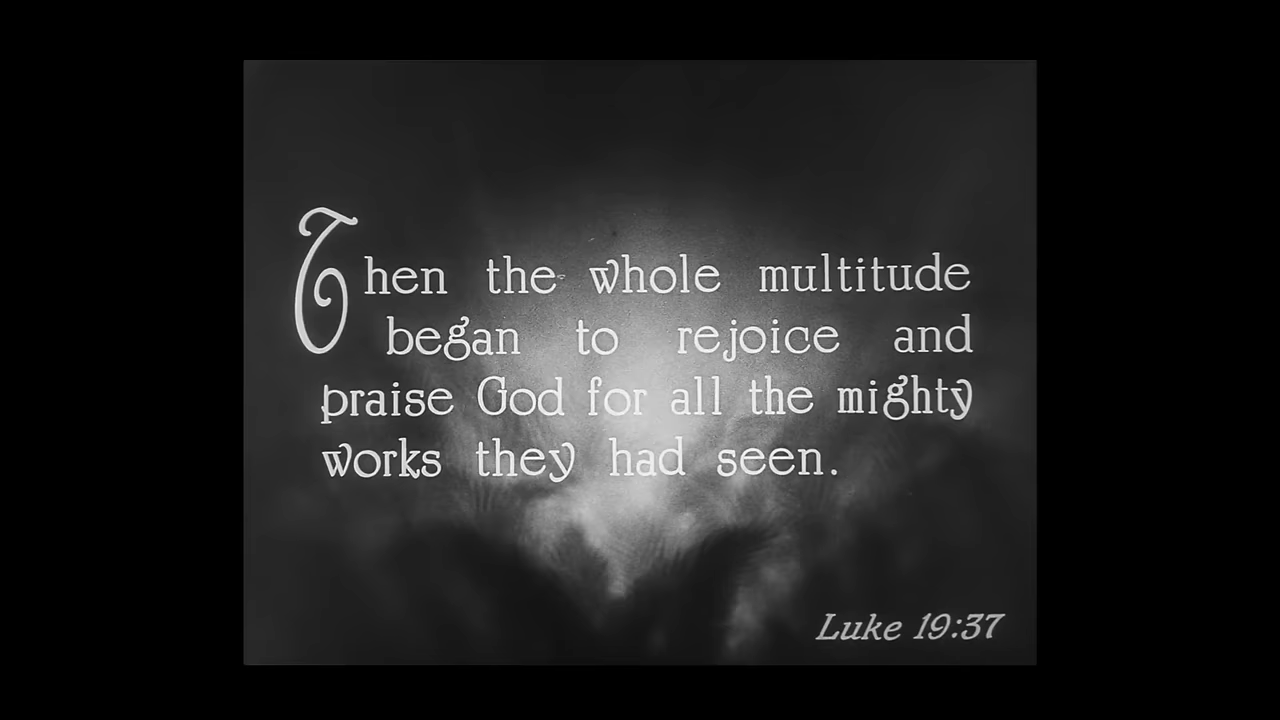 Then the whole multitude
began to rejoice and
praise God for all the mighty
works they had seen.
Luke 19:37